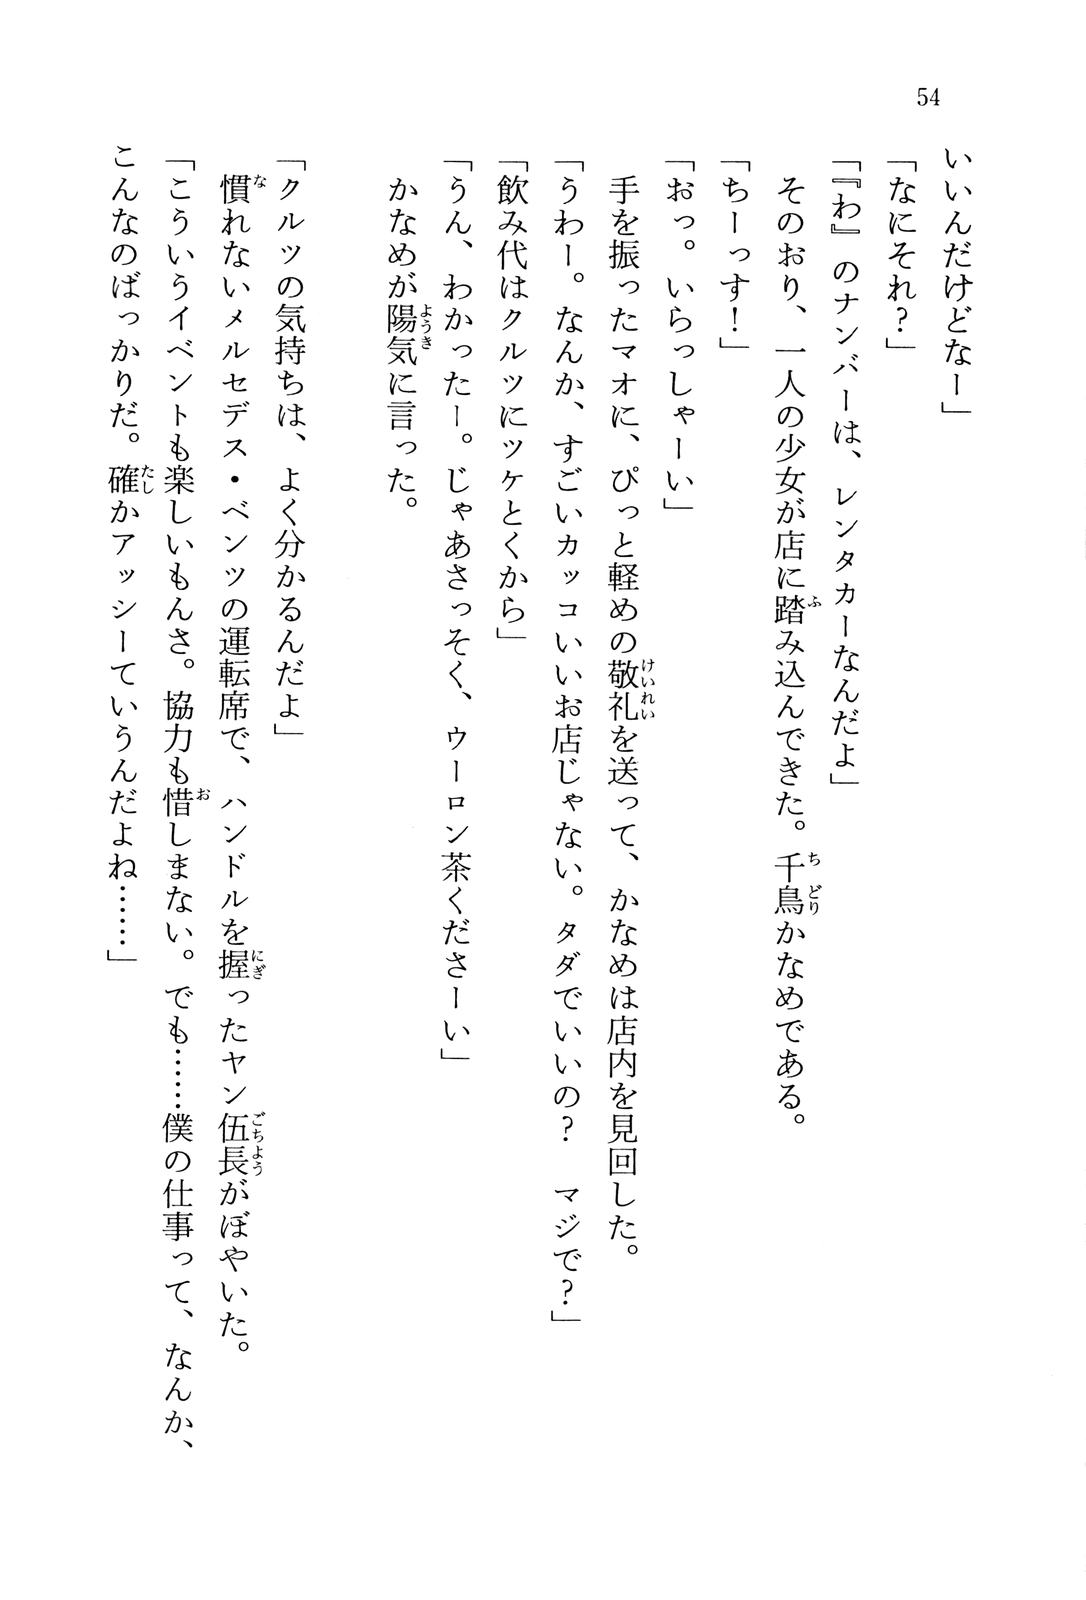 54
いいんだけどなー」
「なにそれ？」
「『わ』のナンバーは、レンタカーなんだよ」
そのおり、一人の少女が店に踏み込んできた。千鳥かなめである。
「ちーっす！」
「おっ。いらっしゃーい」
手を振ったマオに、ぴっと軽めの敬礼を送って、かなめは店内を見回した。
「うわー。なんか、すごいカッコいいお店じゃない。タダでいいの？　マジで？」
「飲み代はクルツにツケとくから」
「うん、わかったー。じゃあさっそく、ウーロン茶くださーい」
かなめが陽気に言った。
「クルツの気持ちは、よく分かるんだよ」
慣れないメルセデス・ベンツの運転席で、ハンドルを握ったヤン伍長がぼやいた。
「こういうイベントも楽しいもんさ。協力も惜しまない。でも……僕の仕事って、なんか、
こんなのばっかりだ。確かアッシーていうんだよね……」